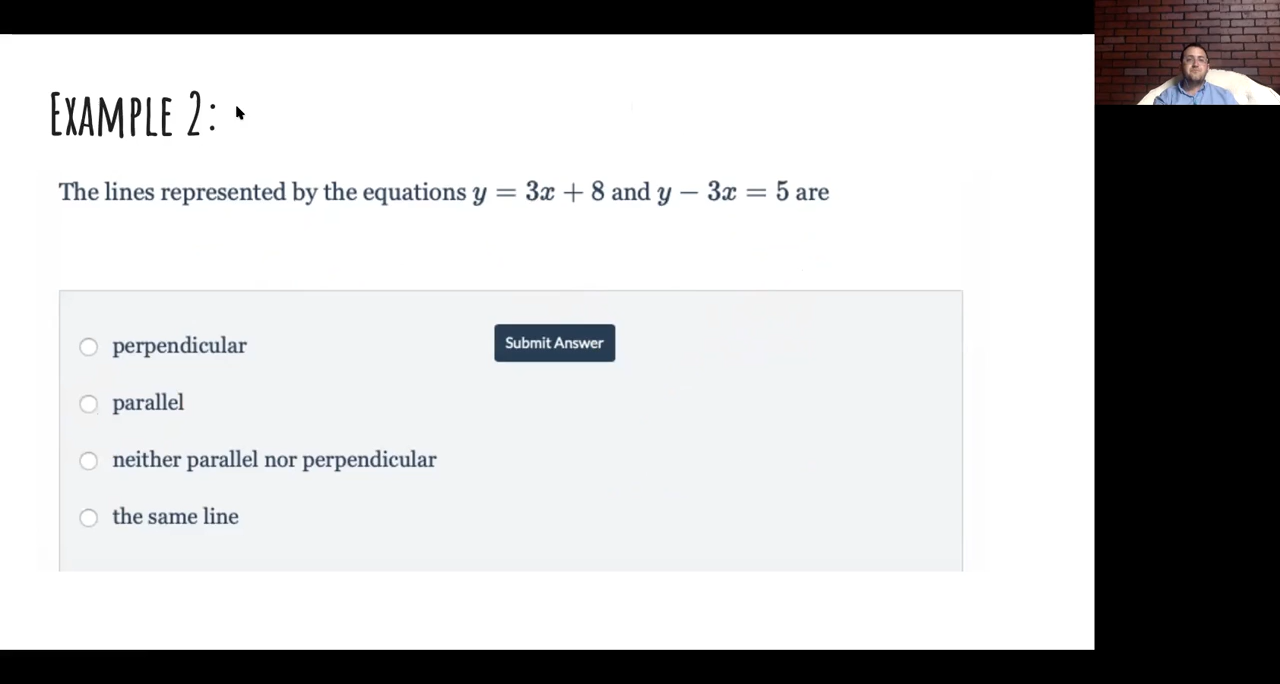 EXAMPLE 2:
The lines represented by the equations y = 3x + 8 and y − 3x = 5 are
perpendicular
Submit Answer
parallel
neither parallel nor perpendicular
the same line